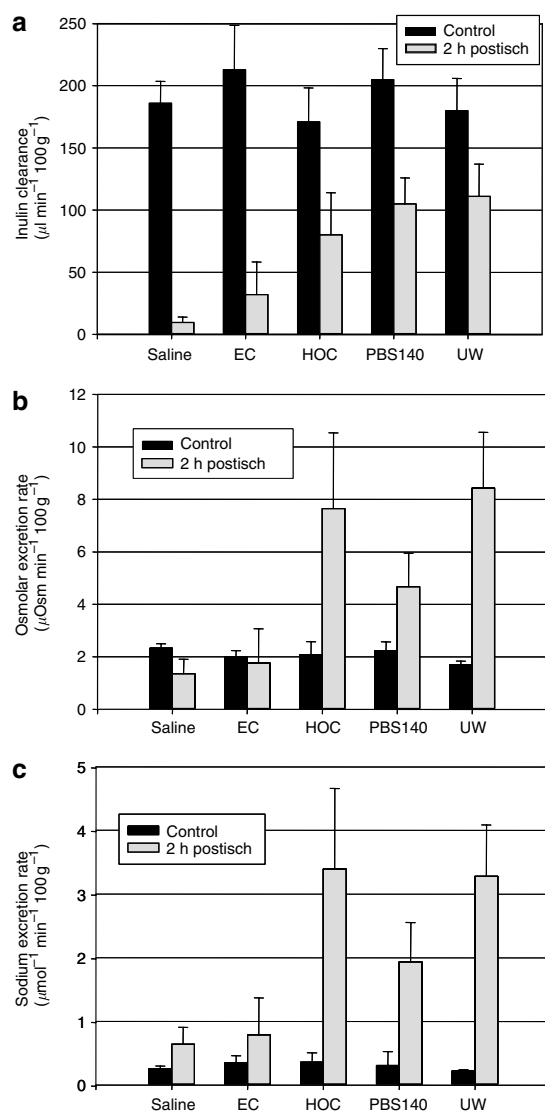 a
Control
2 h postisch
250
200
150
100
50
0
Inulin clearance
(μl min⁻¹ 100 g⁻¹)
Saline EC HOC PBS140 UW
b
Control
2 h postisch
12
10
8
6
4
2
0
Osmolar excretion rate
(μOsm min⁻¹ 100 g⁻¹)
Saline EC HOC PBS140 UW
c
Control
2 h postisch
5
4
3
2
1
0
Sodium excretion rate
(μmol⁻¹ min⁻¹ 100 g⁻¹)
Saline EC HOC PBS140 UW